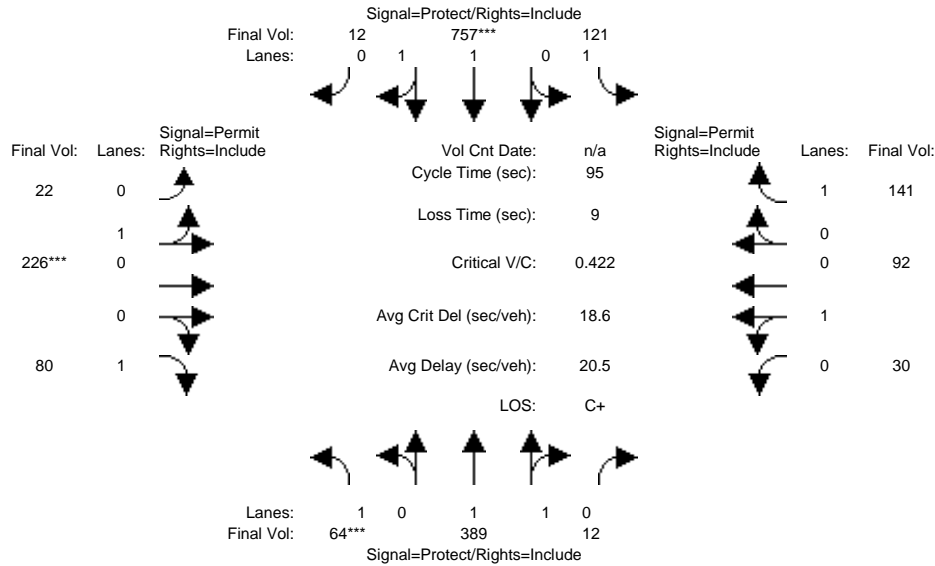 Signal=Protect/Rights=Include
Final Vol: 12 757*** 121
Lanes: 0 1 1 0 1
Signal=Permit
Final Vol: Lanes: Rights=Include
Vol Cnt Date: n/a
Signal=Permit
Rights=Include Lanes: Final Vol:
Cycle Time (sec): 95
22 0
1 141
Loss Time (sec): 9
1
0
226*** 0
Critical V/C: 0.422
0 92
0
Avg Crit Del (sec/veh): 18.6
1
80 1
Avg Delay (sec/veh): 20.5
0 30
LOS: C+
Lanes: 1 0 1 1 0
Final Vol: 64*** 389 12
Signal=Protect/Rights=Include